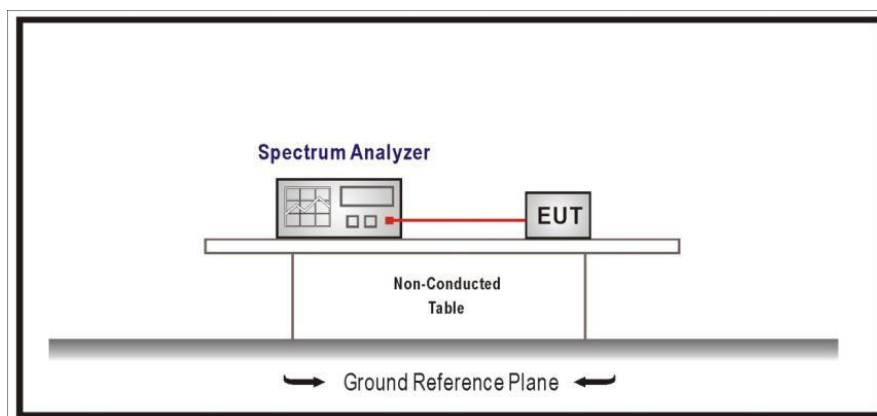 Spectrum Analyzer
EUT
Non-Conducted
Table
Ground Reference Plane